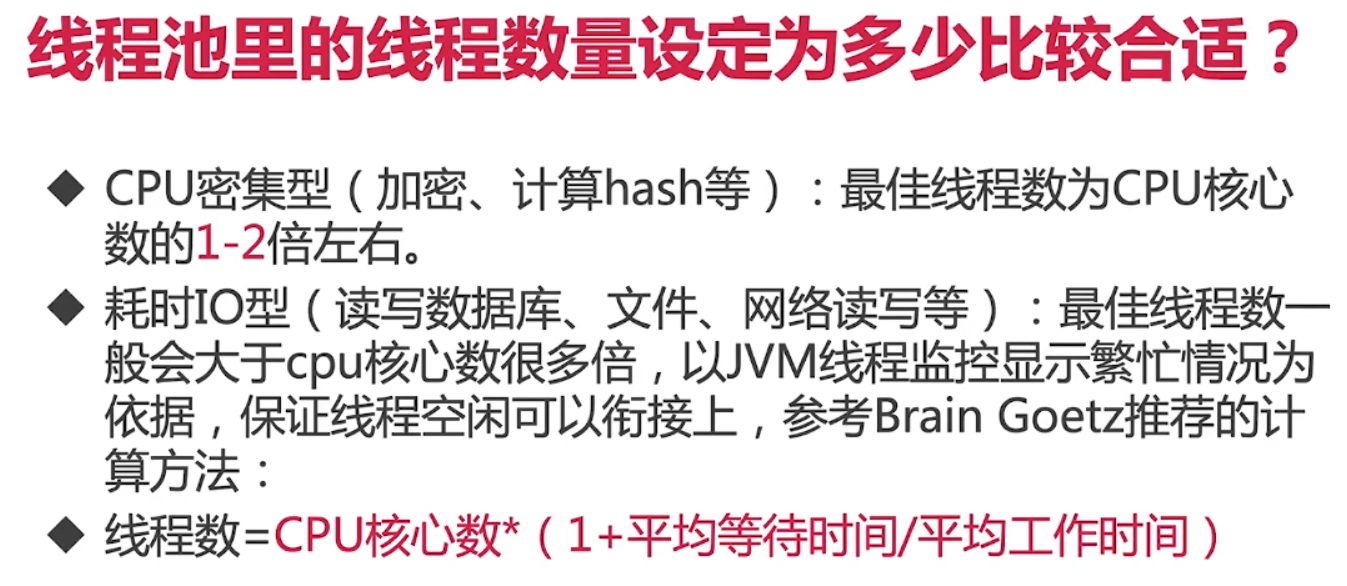 线程池里的线程数量设定为多少比较合适？
◆ CPU密集型（加密、计算hash等）：最佳线程数为CPU核心
数的1-2倍左右。
◆ 耗时IO型（读写数据库、文件、网络读写等）：最佳线程数一
般会大于cpu核心数很多倍，以JVM线程监控显示繁忙情况为
依据，保证线程空闲可以衔接上，参考Brain Goetz推荐的计
算方法：
◆ 线程数=CPU核心数*（1+平均等待时间/平均工作时间）